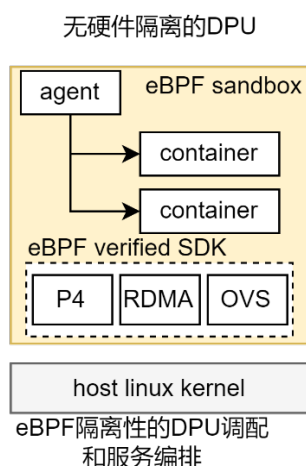 无硬件隔离的DPU
agent
eBPF sandbox
container
container
eBPF verified SDK
P4
RDMA
OVS
host linux kernel
eBPF隔离性的DPU调配
和服务编排